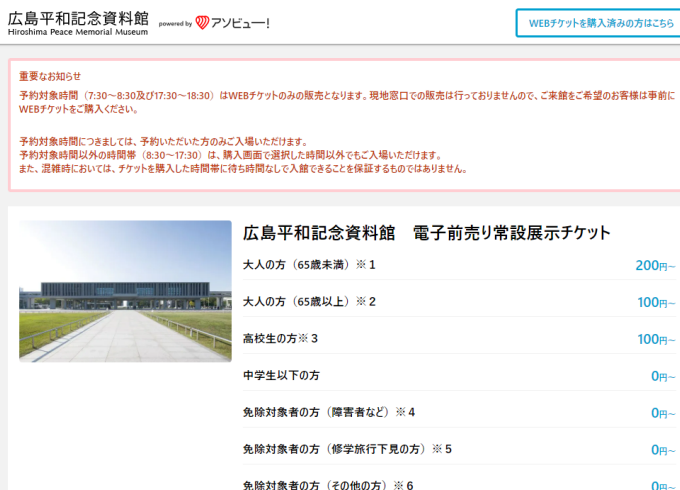 広島平和記念資料館
Hiroshima Peace Memorial Museum
powered by アソビュー!
WEBチケットを購入済みの方はこちら
重要なお知らせ
予約対象時間（7:30～8:30及び17:30～18:30）はWEBチケットのみの販売となります。現地窓口での販売は行っておりませんので、ご来館をご希望のお客様は事前に
WEBチケットをご購入ください。
予約対象時間につきましては、予約いただいた方のみご入場いただけます。
予約対象時間以外の時間帯（8:30～17:30）は、購入画面で選択した時間以外でもご入場いただけます。
また、混雑時においては、チケットを購入した時間帯に待ち時間なしで入館できることを保証するものではありません。
広島平和記念資料館　電子前売り常設展示チケット
大人の方（65歳未満）※１ 200円～
大人の方（65歳以上）※２ 100円～
高校生の方※３ 100円～
中学生以下の方 0円～
免除対象者の方（障害者など）※４ 0円～
免除対象者の方（修学旅行下見の方）※５ 0円～
免除対象者の方（その他の方）※６ 0円～